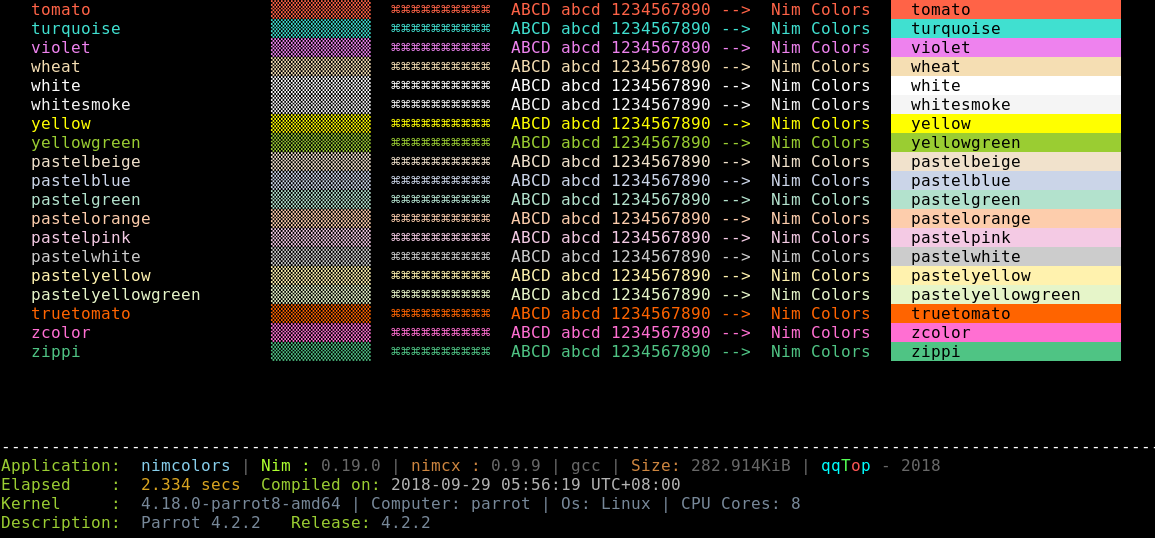 tomato ▒▒▒▒▒▒▒▒▒▒ ⌘⌘⌘⌘⌘⌘⌘⌘⌘⌘ ABCD abcd 1234567890 --> Nim Colors tomato
turquoise ▒▒▒▒▒▒▒▒▒▒ ⌘⌘⌘⌘⌘⌘⌘⌘⌘⌘ ABCD abcd 1234567890 --> Nim Colors turquoise
violet ▒▒▒▒▒▒▒▒▒▒ ⌘⌘⌘⌘⌘⌘⌘⌘⌘⌘ ABCD abcd 1234567890 --> Nim Colors violet
wheat ▒▒▒▒▒▒▒▒▒▒ ⌘⌘⌘⌘⌘⌘⌘⌘⌘⌘ ABCD abcd 1234567890 --> Nim Colors wheat
white ▒▒▒▒▒▒▒▒▒▒ ⌘⌘⌘⌘⌘⌘⌘⌘⌘⌘ ABCD abcd 1234567890 --> Nim Colors white
whitesmoke ▒▒▒▒▒▒▒▒▒▒ ⌘⌘⌘⌘⌘⌘⌘⌘⌘⌘ ABCD abcd 1234567890 --> Nim Colors whitesmoke
yellow ▒▒▒▒▒▒▒▒▒▒ ⌘⌘⌘⌘⌘⌘⌘⌘⌘⌘ ABCD abcd 1234567890 --> Nim Colors yellow
yellowgreen ▒▒▒▒▒▒▒▒▒▒ ⌘⌘⌘⌘⌘⌘⌘⌘⌘⌘ ABCD abcd 1234567890 --> Nim Colors yellowgreen
pastelbeige ▒▒▒▒▒▒▒▒▒▒ ⌘⌘⌘⌘⌘⌘⌘⌘⌘⌘ ABCD abcd 1234567890 --> Nim Colors pastelbeige
pastelblue ▒▒▒▒▒▒▒▒▒▒ ⌘⌘⌘⌘⌘⌘⌘⌘⌘⌘ ABCD abcd 1234567890 --> Nim Colors pastelblue
pastelgreen ▒▒▒▒▒▒▒▒▒▒ ⌘⌘⌘⌘⌘⌘⌘⌘⌘⌘ ABCD abcd 1234567890 --> Nim Colors pastelgreen
pastelorange ▒▒▒▒▒▒▒▒▒▒ ⌘⌘⌘⌘⌘⌘⌘⌘⌘⌘ ABCD abcd 1234567890 --> Nim Colors pastelorange
pastelpink ▒▒▒▒▒▒▒▒▒▒ ⌘⌘⌘⌘⌘⌘⌘⌘⌘⌘ ABCD abcd 1234567890 --> Nim Colors pastelpink
pastelwhite ▒▒▒▒▒▒▒▒▒▒ ⌘⌘⌘⌘⌘⌘⌘⌘⌘⌘ ABCD abcd 1234567890 --> Nim Colors pastelwhite
pastelyellow ▒▒▒▒▒▒▒▒▒▒ ⌘⌘⌘⌘⌘⌘⌘⌘⌘⌘ ABCD abcd 1234567890 --> Nim Colors pastelyellow
pastelyellowgreen ▒▒▒▒▒▒▒▒▒▒ ⌘⌘⌘⌘⌘⌘⌘⌘⌘⌘ ABCD abcd 1234567890 --> Nim Colors pastelyellowgreen
truetomato ▒▒▒▒▒▒▒▒▒▒ ⌘⌘⌘⌘⌘⌘⌘⌘⌘⌘ ABCD abcd 1234567890 --> Nim Colors truetomato
zcolor ▒▒▒▒▒▒▒▒▒▒ ⌘⌘⌘⌘⌘⌘⌘⌘⌘⌘ ABCD abcd 1234567890 --> Nim Colors zcolor
zippi ▒▒▒▒▒▒▒▒▒▒ ⌘⌘⌘⌘⌘⌘⌘⌘⌘⌘ ABCD abcd 1234567890 --> Nim Colors zippi
-------------------------------------------------------------------------------------------------------------------
Application: nimcolors | Nim : 0.19.0 | nimcx : 0.9.9 | gcc | Size: 282.914KiB | qqTop - 2018
Elapsed : 2.334 secs Compiled on: 2018-09-29 05:56:19 UTC+08:00
Kernel : 4.18.0-parrot8-amd64 | Computer: parrot | Os: Linux | CPU Cores: 8
Description: Parrot 4.2.2 Release: 4.2.2